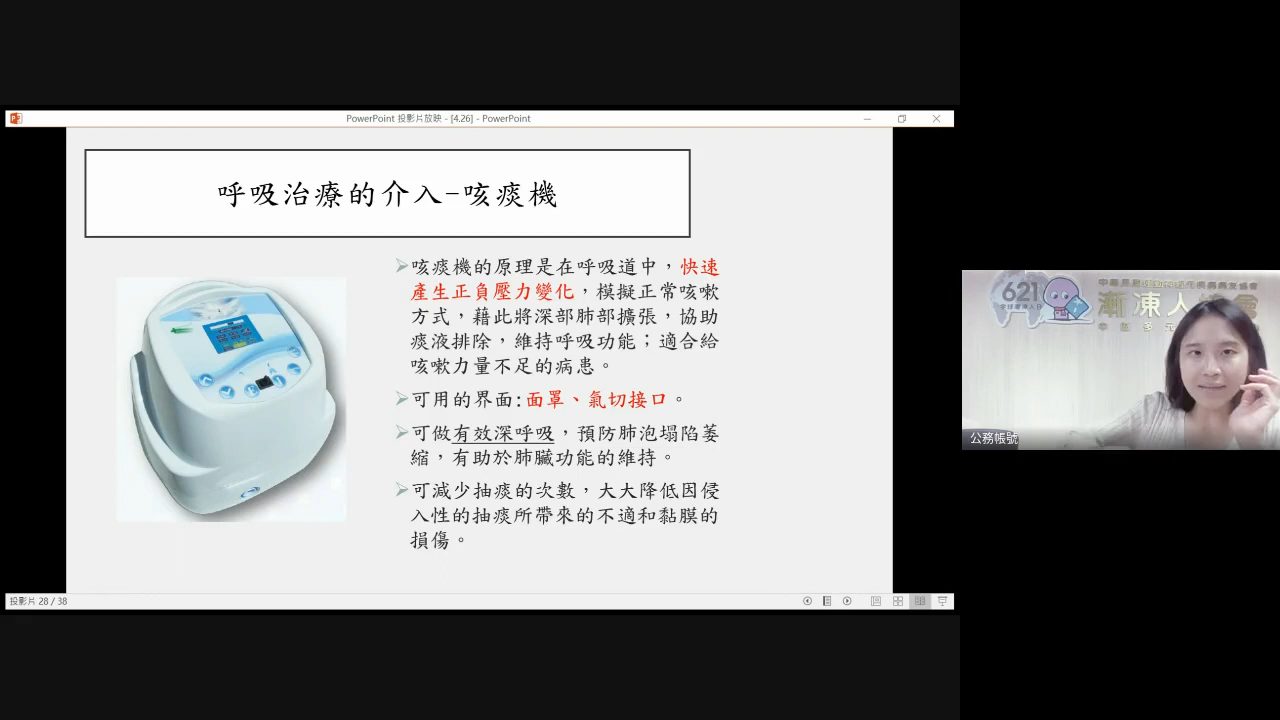 PowerPoint 投影片放映 - [4.26] - PowerPoint
呼吸治療的介入-咳痰機
咳痰機的原理是在呼吸道中，快速
產生正負壓力變化，模擬正常咳嗽
方式，藉此將深部肺部擴張，協助
痰液排除，維持呼吸功能；適合給
咳嗽力量不足的病患。
可用的界面:面罩、氣切接口。
可做有效深呼吸，預防肺泡塌陷萎
縮，有助於肺臟功能的維持。
可減少抽痰的次數，大大降低因侵
入性的抽痰所帶來的不適和黏膜的
損傷。
投影片 28 / 38
621
漸凍人協會
公務帳號